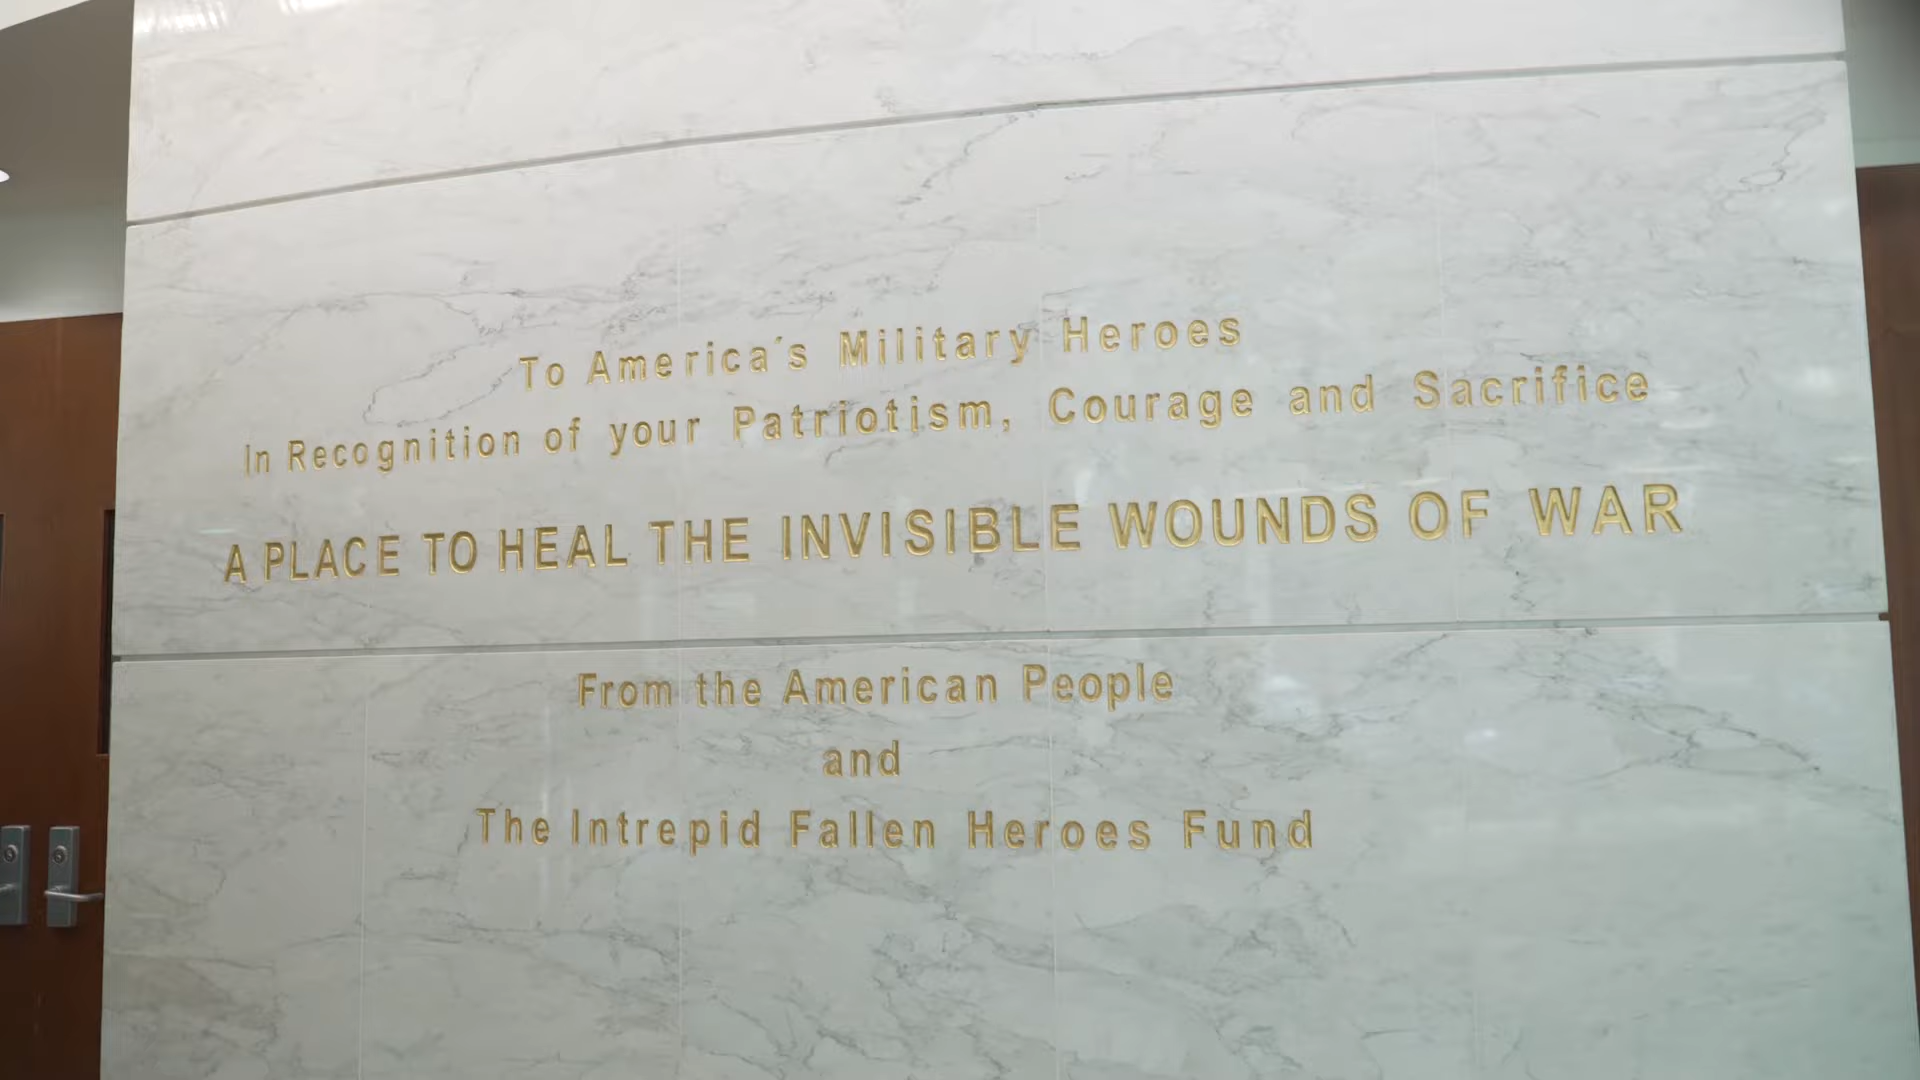 To America's Military Heroes
In Recognition of your Patriotism, Courage and Sacrifice
A PLACE TO HEAL THE INVISIBLE WOUNDS OF WAR
From the American People
and
The Intrepid Fallen Heroes Fund